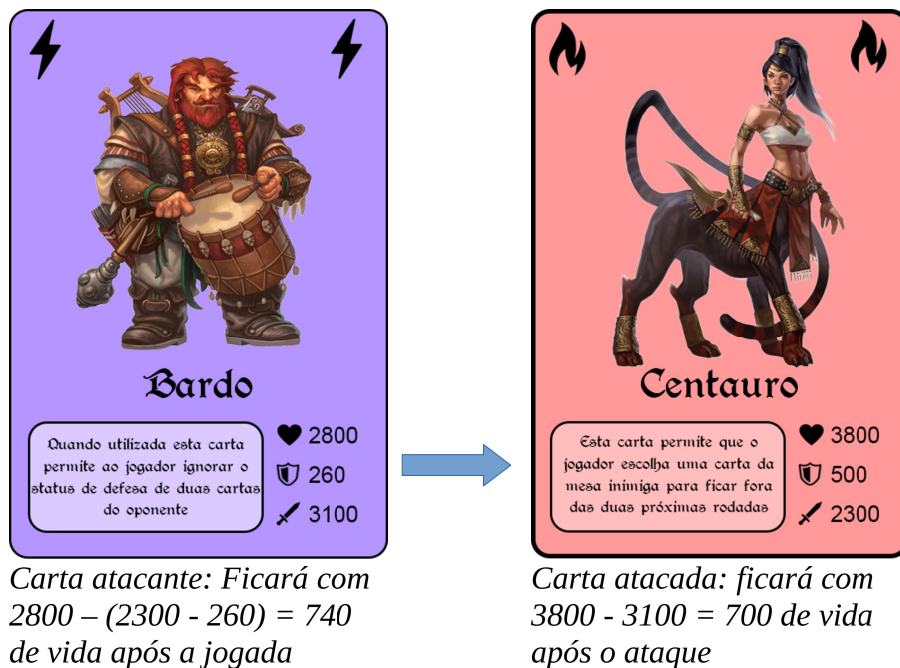 Bardo
Quando utilizada esta carta
permite ao jogador ignorar o
status de defesa de duas cartas
do oponente
2800
260
3100
Carta atacante: Ficará com
2800 – (2300 - 260) = 740
de vida após a jogada
Centauro
Esta carta permite que o
jogador escolha uma carta da
mesa inimiga para ficar fora
das duas próximas rodadas
3800
500
2300
Carta atacada: ficará com
3800 - 3100 = 700 de vida
após o ataque